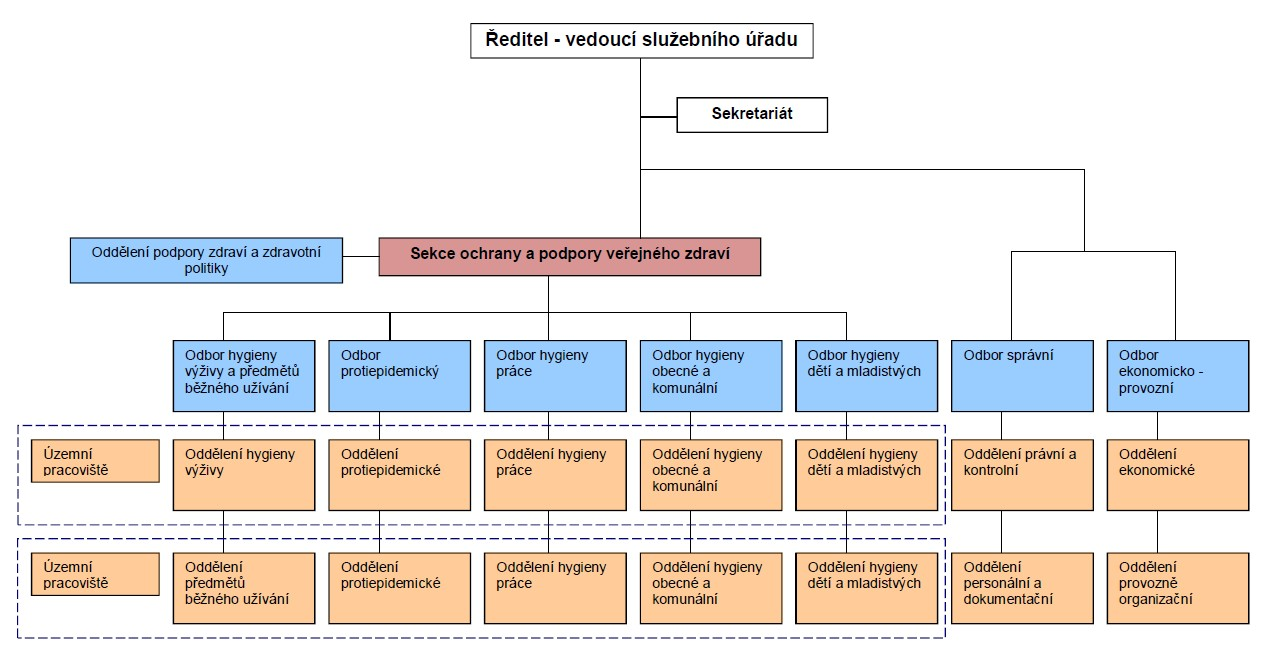 Ředitel - vedoucí služebního úřadu
Sekretariát
Oddělení podpory zdraví a zdravotní
politiky
Sekce ochrany a podpory veřejného zdraví
Odbor hygieny
výživy a předmětů
běžného užívání
Odbor
protiepidemický
Odbor hygieny
práce
Odbor hygieny
obecné a
komunální
Odbor hygieny
dětí a mladistvých
Odbor správní
Odbor
ekonomicko -
provozní
Územní
pracoviště
Oddělení hygieny
výživy
Oddělení
protiepidemické
Oddělení hygieny
práce
Oddělení hygieny
obecné a
komunální
Oddělení hygieny
dětí a mladistvých
Oddělení právní a
kontrolní
Oddělení
ekonomické
Územní
pracoviště
Oddělení
předmětů
běžného užívání
Oddělení
protiepidemické
Oddělení hygieny
práce
Oddělení hygieny
obecné a
komunální
Oddělení hygieny
dětí a mladistvých
Oddělení
personální a
dokumentační
Oddělení
provozně
organizační